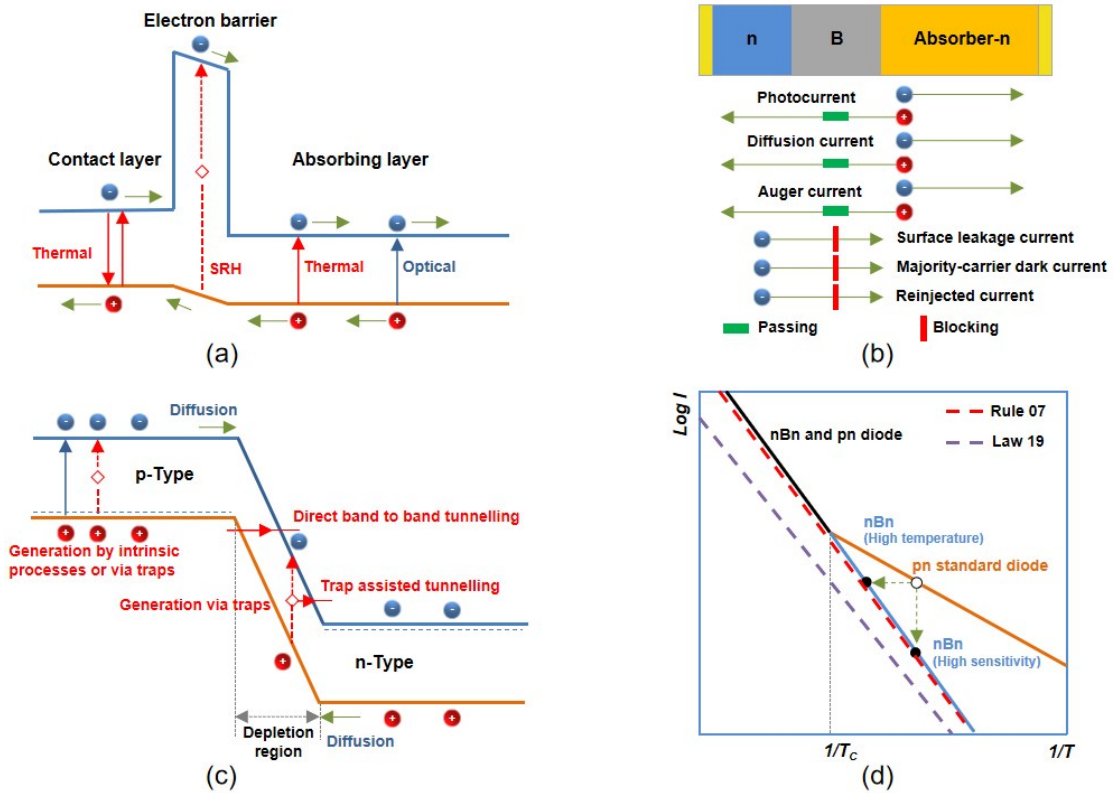 Electron barrier
Contact layer
Absorbing layer
Thermal
SRH
Thermal
Optical
(a)
n
B
Absorber-n
Photocurrent
Diffusion current
Auger current
Surface leakage current
Majority-carrier dark current
Reinjected current
Passing
Blocking
(b)
Diffusion
p-Type
Direct band to band tunnelling
Generation by intrinsic
processes or via traps
Trap assisted tunnelling
Generation via traps
n-Type
Depletion
region
Diffusion
(c)
Log I
Rule 07
Law 19
nBn and pn diode
nBn
(High temperature)
pn standard diode
nBn
(High sensitivity)
1/TC
1/T
(d)